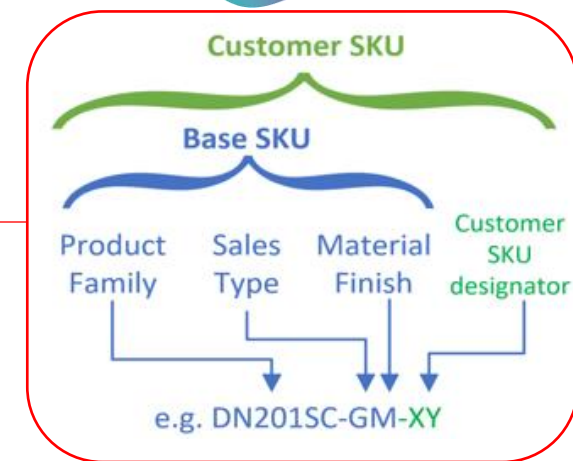 Customer SKU
Base SKU
Product Family
Sales Type
Material Finish
Customer SKU designator
e.g. DN201SC-GM-XY